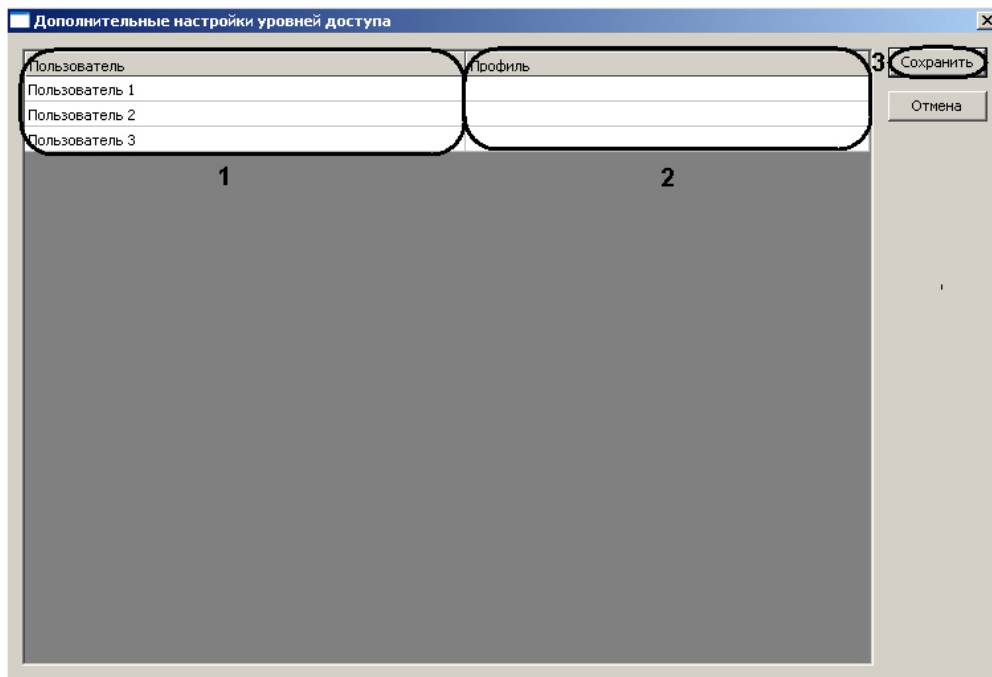 Дополнительные настройки уровней доступа
Пользователь Профиль
3 Сохранить
Пользователь 1
Отмена
Пользователь 2
Пользователь 3
1 2